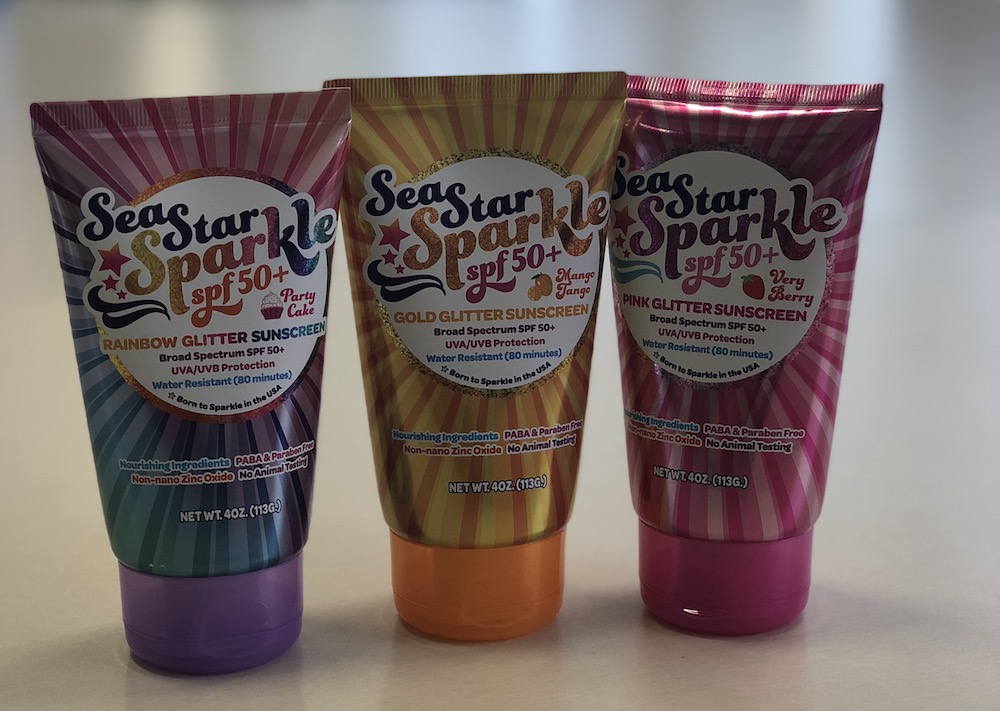 SeaStar
Sparkle
spf 50+
Party
Cake
RAINBOW GLITTER SUNSCREEN
Broad Spectrum SPF 50+
UVA/UVB Protection
Water Resistant (80 minutes)
Born to Sparkle in the USA
Nourishing Ingredients PABA & Paraben Free
Non-nano Zinc Oxide No Animal Testing
NET WT. 4OZ. (113G.)
SeaStar
Sparkle
spf 50+
Mango
Tango
GOLD GLITTER SUNSCREEN
Broad Spectrum SPF 50+
UVA/UVB Protection
Water Resistant (80 minutes)
Born to Sparkle in the USA
Nourishing Ingredients PABA & Paraben Free
Non-nano Zinc Oxide No Animal Testing
NET WT. 4OZ. (113G.)
SeaStar
Sparkle
spf 50+
Very
Berry
PINK GLITTER SUNSCREEN
Broad Spectrum SPF 50+
UVA/UVB Protection
Water Resistant (80 minutes)
Born to Sparkle in the USA
Nourishing Ingredients PABA & Paraben Free
Non-nano Zinc Oxide No Animal Testing
NET WT. 4OZ. (113G.)